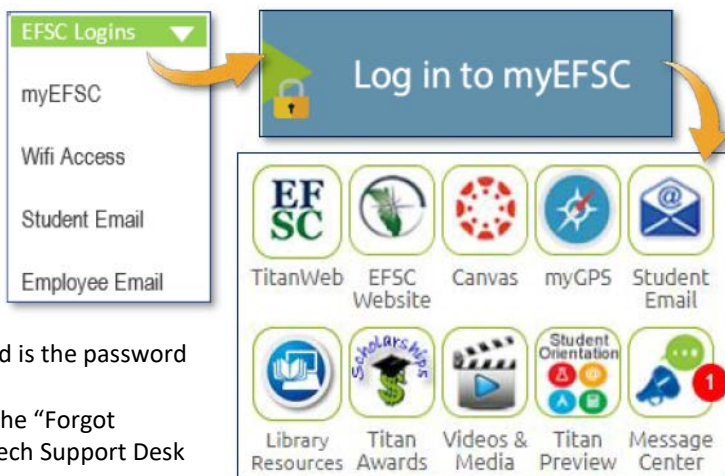 EFSC Logins
myEFSC
Wifi Access
Student Email
Employee Email
Log in to myEFSC
EF
SC
@
TitanWeb
EFSC
Website
Canvas
myGPS
Student
Email
Scholarships
$
Student
Orientation
1
Library
Resources
Titan
Awards
Videos &
Media
Titan
Preview
Message
Center
d is the password
he “Forgot
ech Support Desk